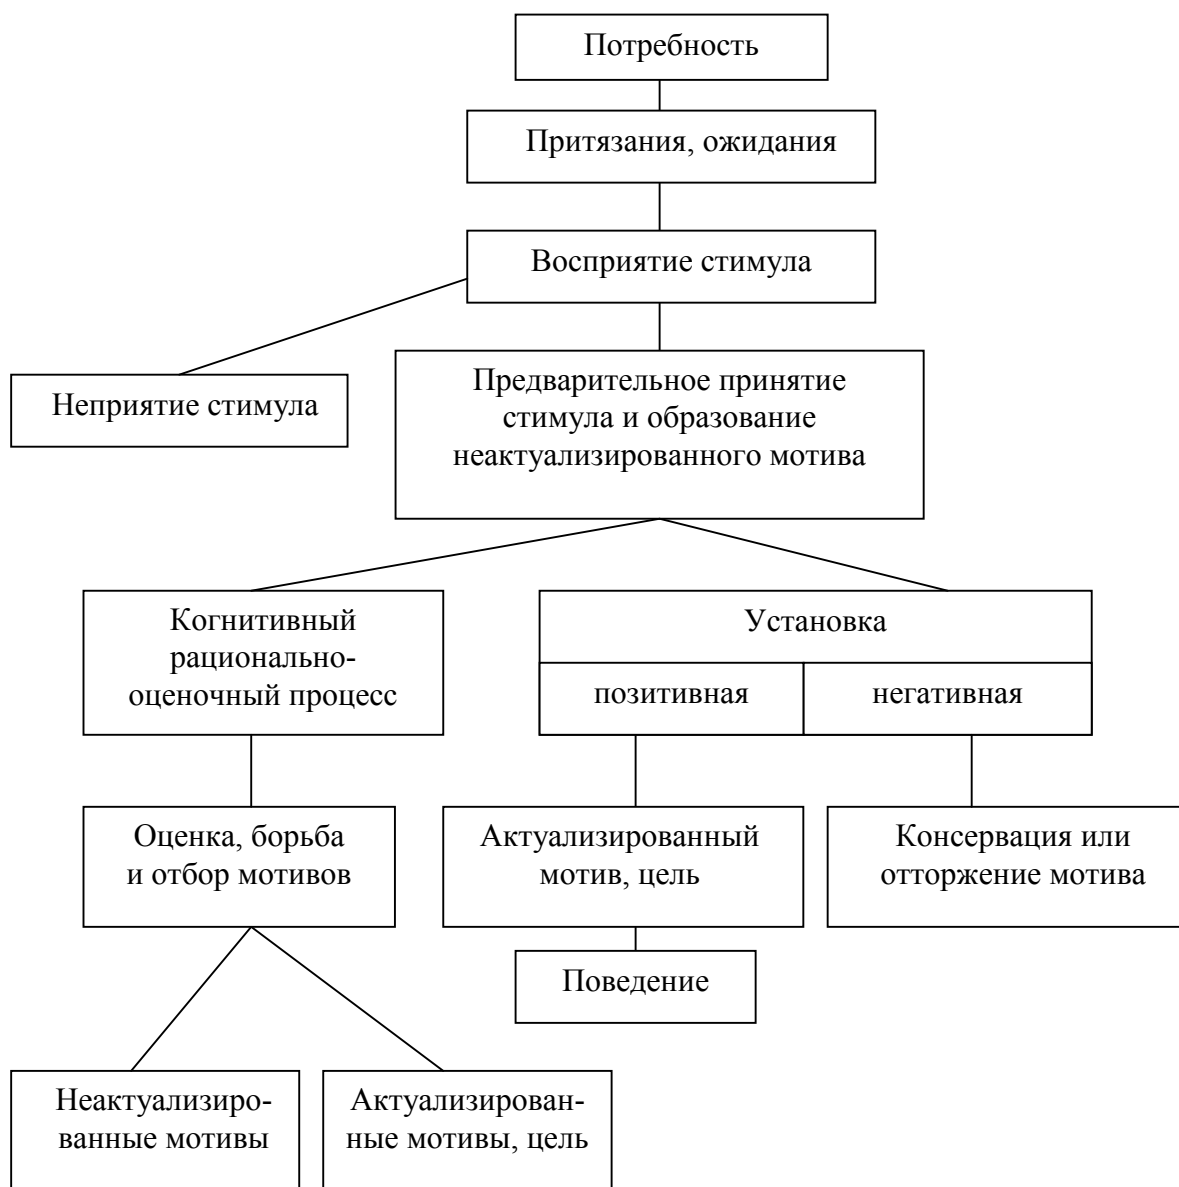 Потребность
Притязания, ожидания
Восприятие стимула
Неприятие стимула
Предварительное принятие
стимула и образование
неактуализированного мотива
Когнитивный
рационально-
оценочный процесс
Установка
позитивная
негативная
Оценка, борьба
и отбор мотивов
Актуализированный
мотив, цель
Консервация или
отторжение мотива
Поведение
Неактуализиро-
ванные мотивы
Актуализирован-
ные мотивы, цель